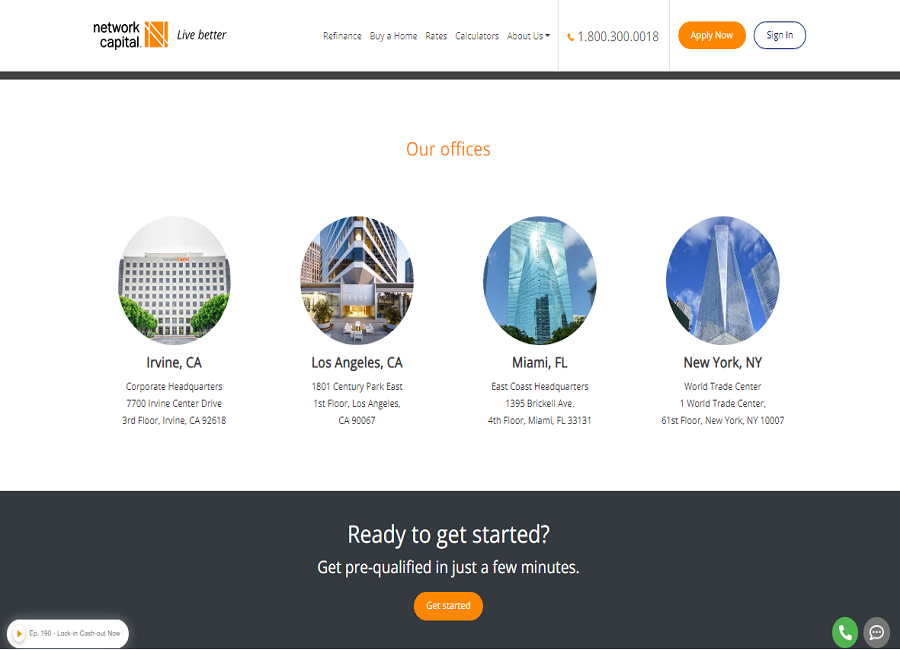 network
capital.
Live better
Refinance
Buy a Home
Rates
Calculators
About Us
1.800.300.0018
Apply Now
Sign In
Our offices
Irvine, CA
Corporate Headquarters
7700 Irvine Center Drive
3rd Floor, Irvine, CA 92618
Los Angeles, CA
1801 Century Park East
1st Floor, Los Angeles,
CA 90067
Miami, FL
East Coast Headquarters
1395 Brickell Ave.
4th Floor, Miami, FL 33131
New York, NY
World Trade Center
1 World Trade Center,
61st Floor, New York, NY 10007
Ready to get started?
Get pre-qualified in just a few minutes.
Get started
Ep. 190 - Lock-in Cash-out Now